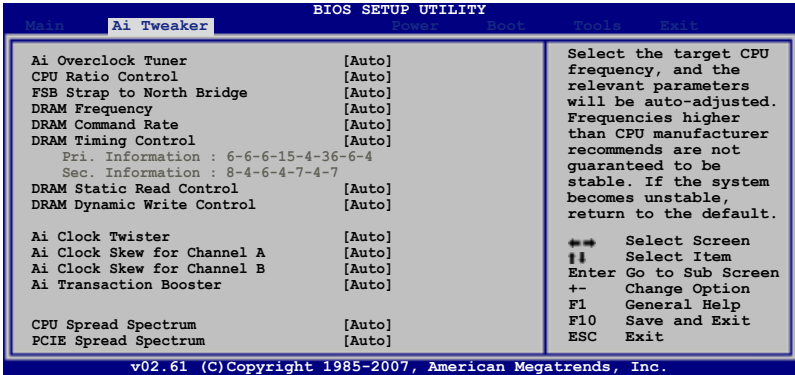 BIOS SETUP UTILITY
Main Ai Tweaker Power Boot Tools Exit
Ai Overclock Tuner [Auto]
CPU Ratio Control [Auto]
FSB Strap to North Bridge [Auto]
DRAM Frequency [Auto]
DRAM Command Rate [Auto]
DRAM Timing Control [Auto]
Pri. Information : 6-6-6-15-4-36-6-4
Sec. Information : 8-4-6-4-7-4-7
DRAM Static Read Control [Auto]
DRAM Dynamic Write Control [Auto]
Ai Clock Twister [Auto]
Ai Clock Skew for Channel A [Auto]
Ai Clock Skew for Channel B [Auto]
Ai Transaction Booster [Auto]
CPU Spread Spectrum [Auto]
PCIE Spread Spectrum [Auto]
Select the target CPU
frequency, and the
relevant parameters
will be auto-adjusted.
Frequencies higher
than CPU manufacturer
recommends are not
guaranteed to be
stable. If the system
becomes unstable,
return to the default.
←→ Select Screen
↑↓ Select Item
Enter Go to Sub Screen
+- Change Option
F1 General Help
F10 Save and Exit
ESC Exit
v02.61 (C)Copyright 1985-2007, American Megatrends, Inc.